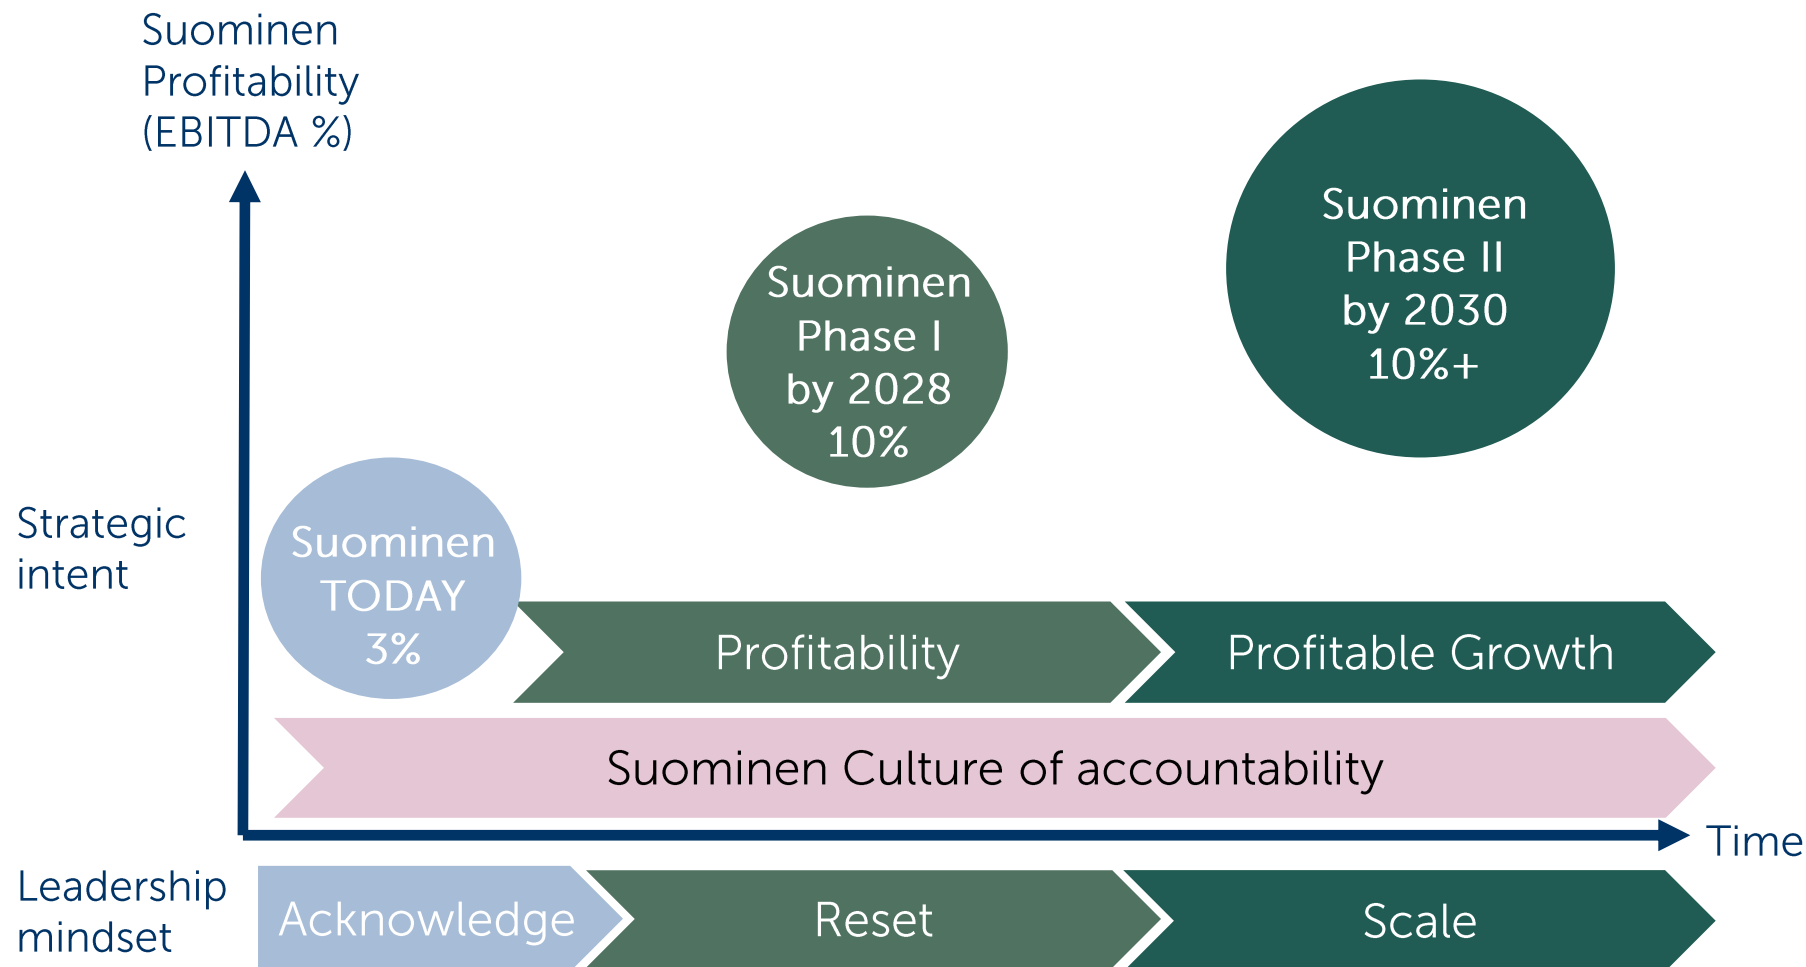 Suominen
Profitability
(EBITDA %)
Suominen
Phase II
by 2030
10%+
Suominen
Phase I
by 2028
10%
Strategic
intent
Suominen
TODAY
3%
Profitability
Profitable Growth
Suominen Culture of accountability
Time
Leadership
mindset
Acknowledge
Reset
Scale